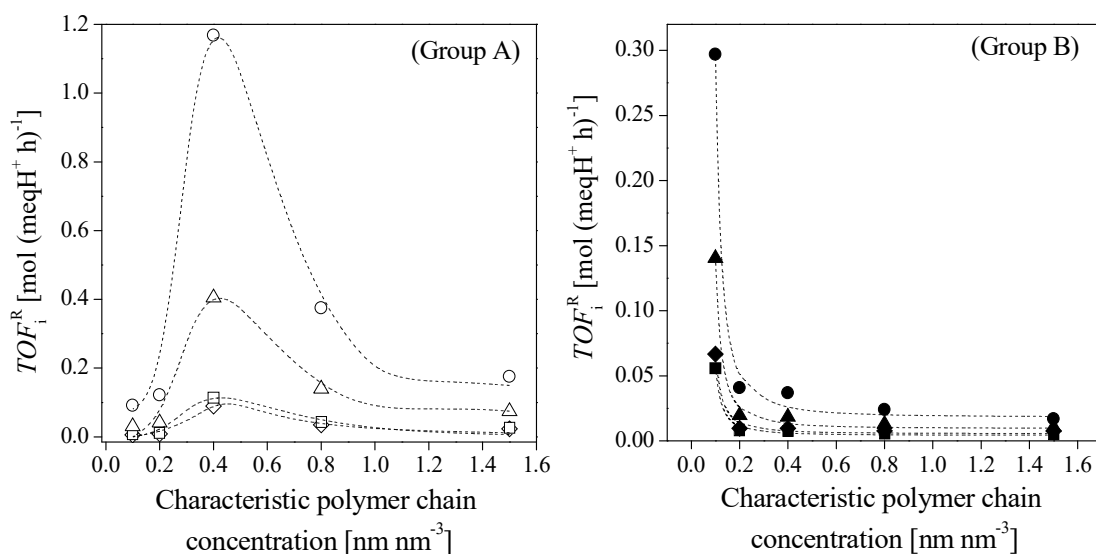 (Group A)
1.2
1.0
0.8
0.6
0.4
0.2
0.0
TOF_i^R [mol (meqH^+ h)^-1]
0.0 0.2 0.4 0.6 0.8 1.0 1.2 1.4 1.6
Characteristic polymer chain
concentration [nm nm^-3]
(Group B)
0.30
0.25
0.20
0.15
0.10
0.05
0.00
TOF_i^R [mol (meqH^+ h)^-1]
0.0 0.2 0.4 0.6 0.8 1.0 1.2 1.4 1.6
Characteristic polymer chain
concentration [nm nm^-3]